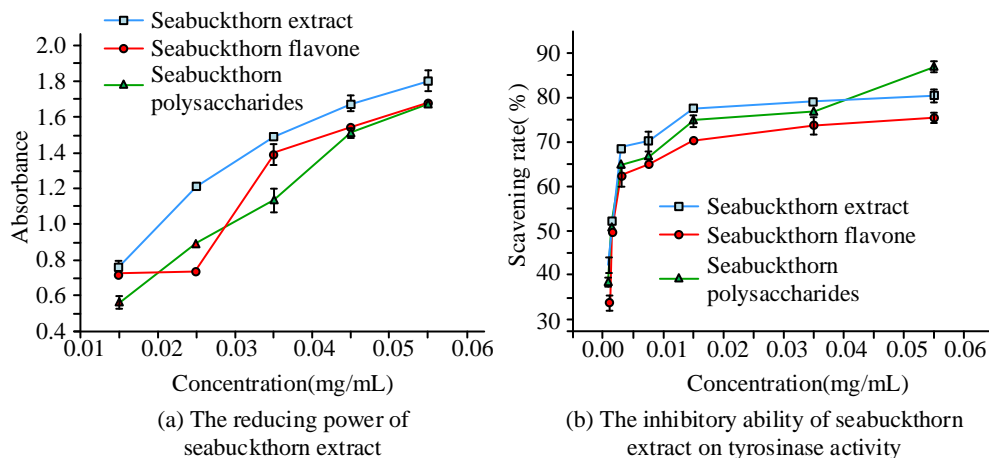 Seabuckthorn extract
Seabuckthorn flavone
Seabuckthorn
polysaccharides
2.0
1.8
1.6
1.4
1.2
1.0
0.8
0.6
0.4
Absorbance
0.01 0.02 0.03 0.04 0.05 0.06
Concentration(mg/mL)
(a) The reducing power of
seabuckthorn extract
90
80
70
60
50
40
30
Scavening rate( %)
Seabuckthorn extract
Seabuckthorn flavone
Seabuckthorn
polysaccharides
0.00 0.01 0.02 0.03 0.04 0.05 0.06
Concentration(mg/mL)
(b) The inhibitory ability of seabuckthorn
extract on tyrosinase activity